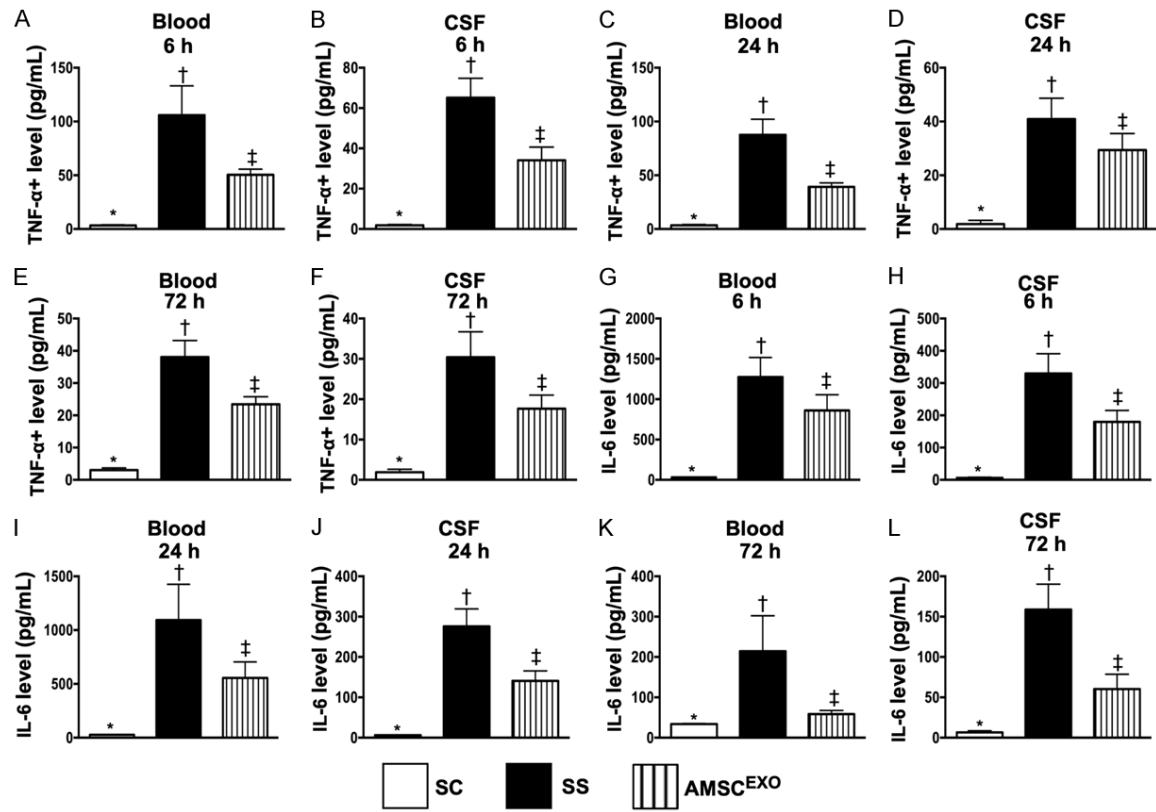 A
Blood
6 h
TNF-α+ level (pg/mL)
150
100
50
0
*
†
‡
B
CSF
6 h
TNF-α+ level (pg/mL)
80
60
40
20
0
*
†
‡
C
Blood
24 h
TNF-α+ level (pg/mL)
150
100
50
0
*
†
‡
D
CSF
24 h
TNF-α+ level (pg/mL)
60
40
20
0
*
†
‡
E
Blood
72 h
TNF-α+ level (pg/mL)
50
40
30
20
10
0
*
†
‡
F
CSF
72 h
TNF-α+ level (pg/mL)
40
30
20
10
0
*
†
‡
G
Blood
6 h
IL-6 level (pg/mL)
2000
1500
1000
500
0
*
†
‡
H
CSF
6 h
IL-6 level (pg/mL)
500
400
300
200
100
0
*
†
‡
I
Blood
24 h
IL-6 level (pg/mL)
1500
1000
500
0
*
†
‡
J
CSF
24 h
IL-6 level (pg/mL)
400
300
200
100
0
*
†
‡
K
Blood
72 h
IL-6 level (pg/mL)
400
300
200
100
0
*
†
‡
L
CSF
72 h
IL-6 level (pg/mL)
200
150
100
50
0
*
†
‡
SC
SS
AMSCEXO